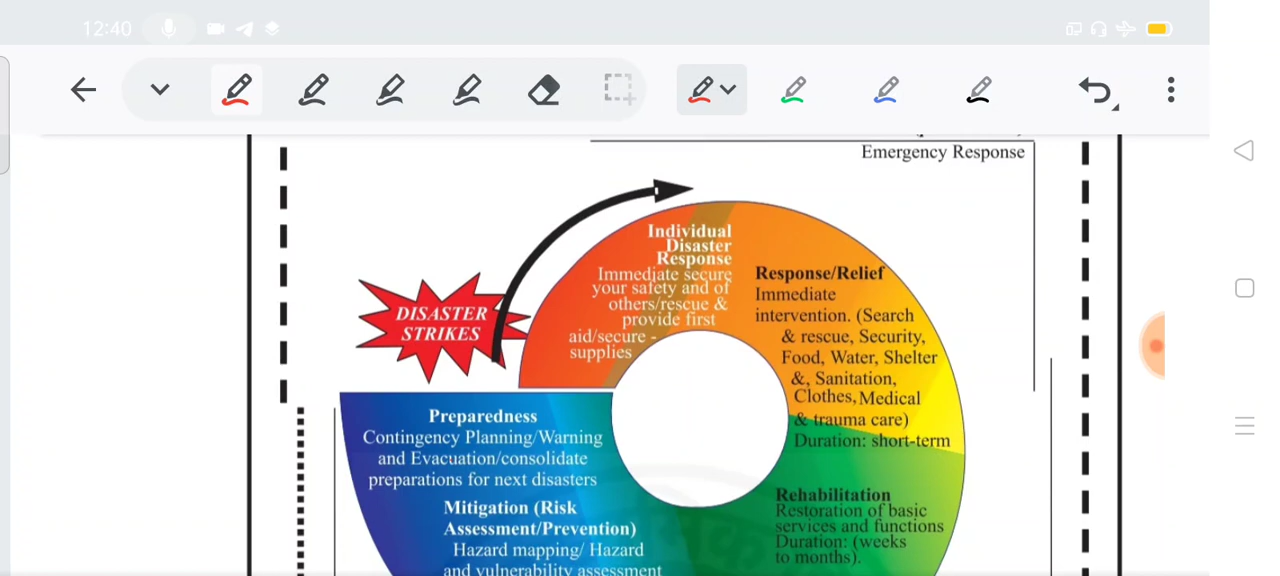 12:40
Emergency Response
Individual
Disaster
Response
Immediate secure
your safety and of
others/rescue &
provide first
aid/secure -
supplies
Response/Relief
Immediate
intervention. (Search
& rescue, Security,
Food, Water, Shelter
&, Sanitation,
Clothes, Medical
& trauma care)
Duration: short-term
DISASTER
STRIKES
Preparedness
Contingency Planning/Warning
and Evacuation/consolidate
preparations for next disasters
Mitigation (Risk
Assessment/Prevention)
Hazard mapping/ Hazard
and vulnerability assessment
Rehabilitation
Restoration of basic
services and functions
Duration: (weeks
to months).